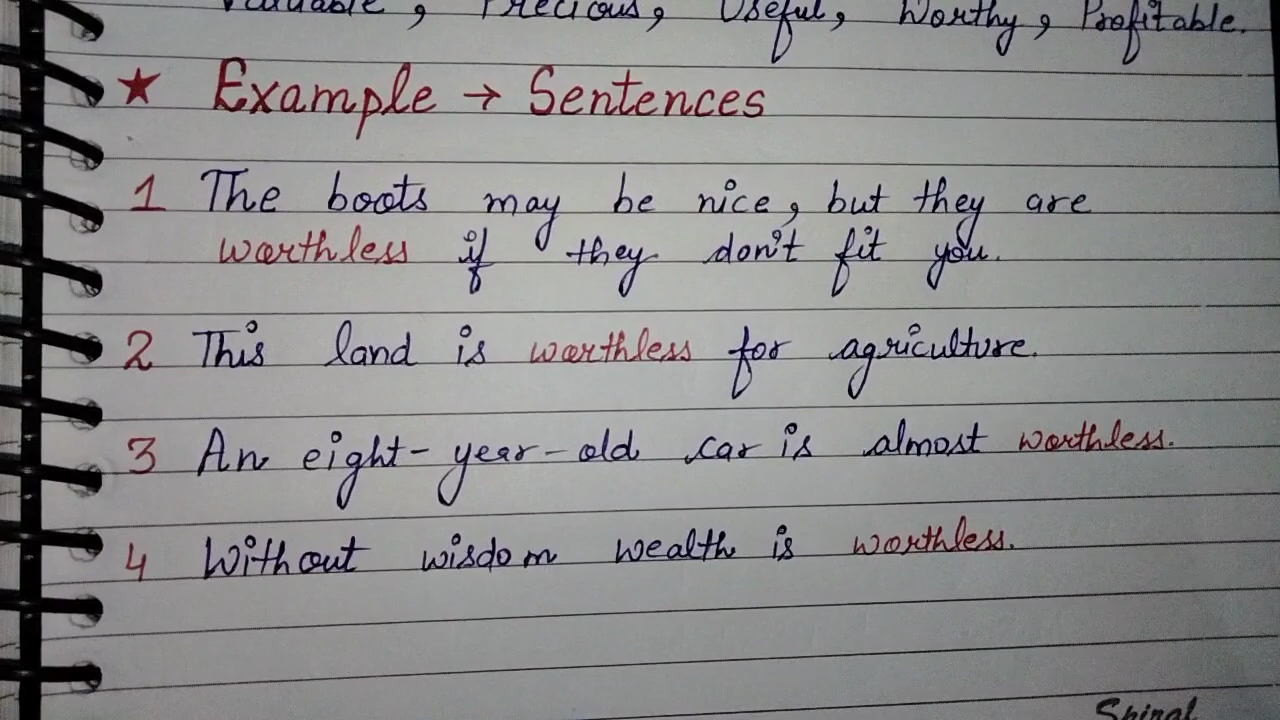 Valuable, Precious, Useful, Worthy, Profitable.
★ Example → Sentences
1 The boots may be nice, but they are
worthless if they don't fit you.
2 This land is worthless for agriculture.
3 An eight-year-old car is almost worthless.
4 Without wisdom wealth is worthless.
Spiral